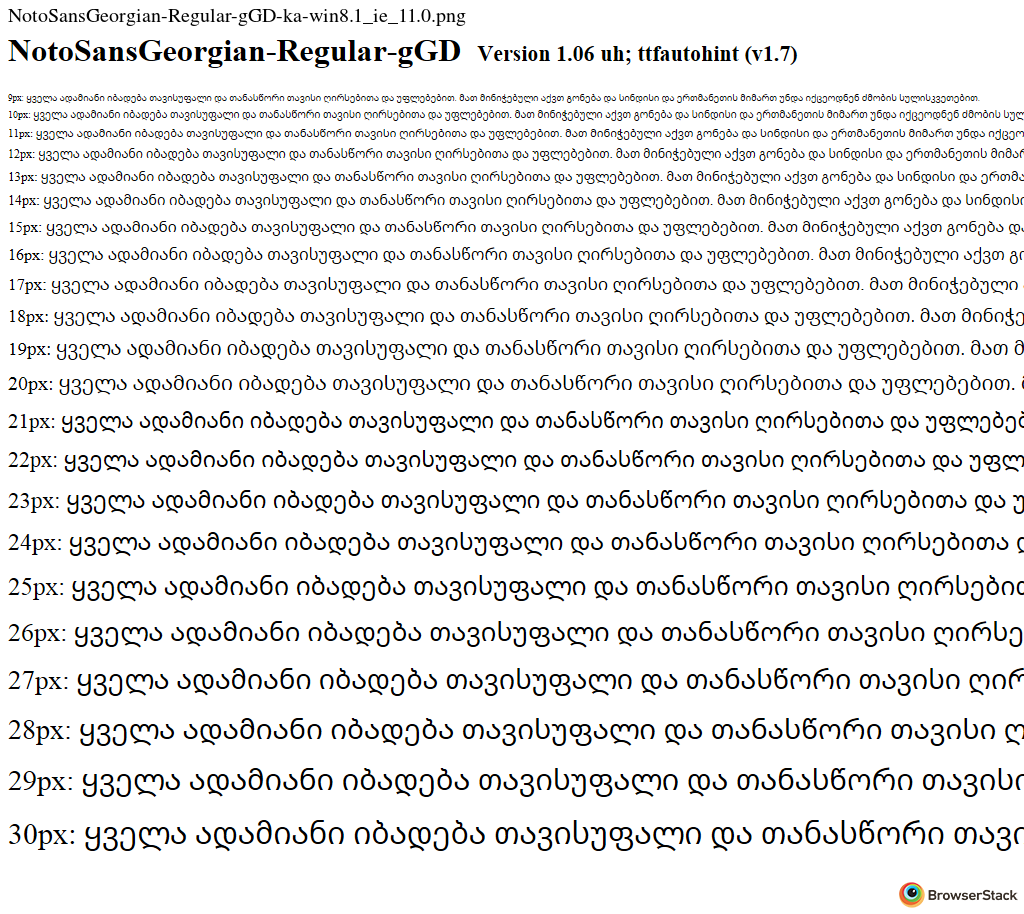 NotoSansGeorgian-Regular-gGD-ka-win8.1_ie_11.0.png
NotoSansGeorgian-Regular-gGD Version 1.06 uh; ttfautohint (v1.7)
9px: ყველა ადამიანი იბადება თავისუფალი და თანასწორი თავისი ღირსებითა და უფლებებით. მათ მინიჭებული აქვთ გონება და სინდისი და ერთმანეთის მიმართ უნდა იქცეოდნენ ძმობის სულისკვეთებით.
10px: ყველა ადამიანი იბადება თავისუფალი და თანასწორი თავისი ღირსებითა და უფლებებით. მათ მინიჭებული აქვთ გონება და სინდისი და ერთმანეთის მიმართ უნდა იქცეოდნენ ძმობის სულ
11px: ყველა ადამიანი იბადება თავისუფალი და თანასწორი თავისი ღირსებითა და უფლებებით. მათ მინიჭებული აქვთ გონება და სინდისი და ერთმანეთის მიმართ უნდა იქცეო
12px: ყველა ადამიანი იბადება თავისუფალი და თანასწორი თავისი ღირსებითა და უფლებებით. მათ მინიჭებული აქვთ გონება და სინდისი და ერთმანეთის მიმარ
13px: ყველა ადამიანი იბადება თავისუფალი და თანასწორი თავისი ღირსებითა და უფლებებით. მათ მინიჭებული აქვთ გონება და სინდისი და ერთმა
14px: ყველა ადამიანი იბადება თავისუფალი და თანასწორი თავისი ღირსებითა და უფლებებით. მათ მინიჭებული აქვთ გონება და სინდისი
15px: ყველა ადამიანი იბადება თავისუფალი და თანასწორი თავისი ღირსებითა და უფლებებით. მათ მინიჭებული აქვთ გონება და
16px: ყველა ადამიანი იბადება თავისუფალი და თანასწორი თავისი ღირსებითა და უფლებებით. მათ მინიჭებული აქვთ გო
17px: ყველა ადამიანი იბადება თავისუფალი და თანასწორი თავისი ღირსებითა და უფლებებით. მათ მინიჭებული
18px: ყველა ადამიანი იბადება თავისუფალი და თანასწორი თავისი ღირსებითა და უფლებებით. მათ მინიჭე
19px: ყველა ადამიანი იბადება თავისუფალი და თანასწორი თავისი ღირსებითა და უფლებებით. მათ მ
20px: ყველა ადამიანი იბადება თავისუფალი და თანასწორი თავისი ღირსებითა და უფლებებით.
21px: ყველა ადამიანი იბადება თავისუფალი და თანასწორი თავისი ღირსებითა და უფლებებ
22px: ყველა ადამიანი იბადება თავისუფალი და თანასწორი თავისი ღირსებითა და უფლ
23px: ყველა ადამიანი იბადება თავისუფალი და თანასწორი თავისი ღირსებითა და უ
24px: ყველა ადამიანი იბადება თავისუფალი და თანასწორი თავისი ღირსებითა
25px: ყველა ადამიანი იბადება თავისუფალი და თანასწორი თავისი ღირსებით
26px: ყველა ადამიანი იბადება თავისუფალი და თანასწორი თავისი ღირსე
27px: ყველა ადამიანი იბადება თავისუფალი და თანასწორი თავისი ღირ
28px: ყველა ადამიანი იბადება თავისუფალი და თანასწორი თავისი ღ
29px: ყველა ადამიანი იბადება თავისუფალი და თანასწორი თავისი
30px: ყველა ადამიანი იბადება თავისუფალი და თანასწორი თავი
BrowserStack